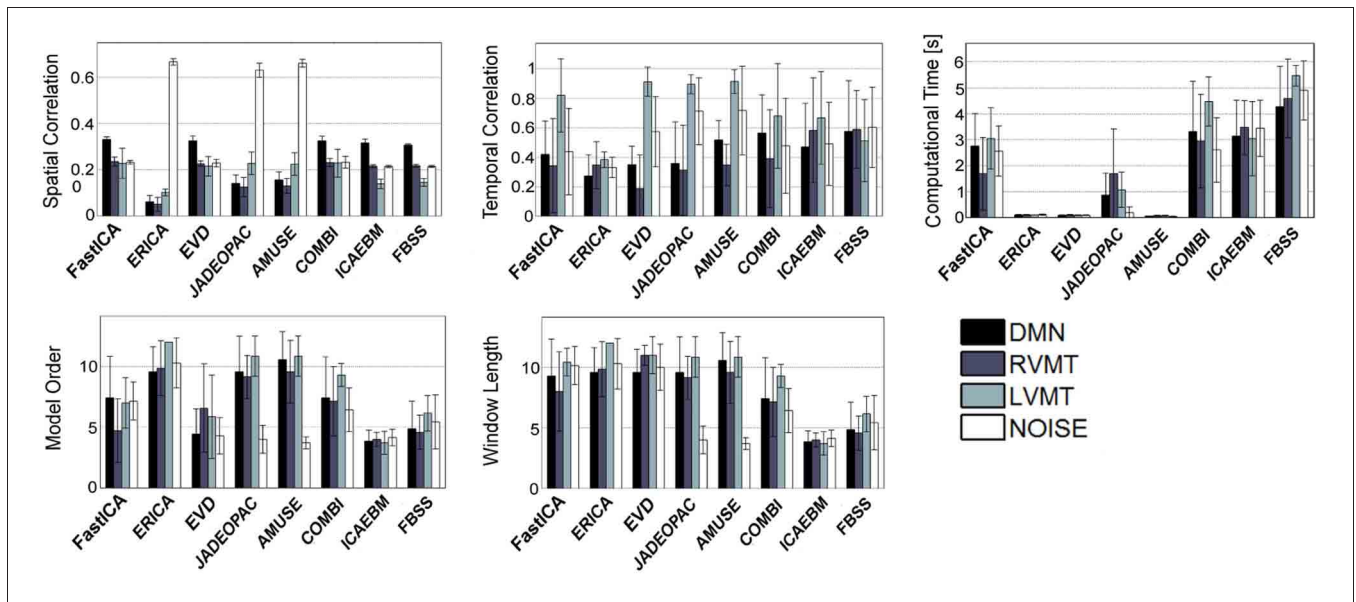 Spatial Correlation
0.6
0.4
0.2
0
0
FastICA
ERICA
EVD
JADEOPAC
AMUSE
COMBI
ICAEBM
FBSS
Temporal Correlation
1
0.8
0.6
0.4
0.2
0
FastICA
ERICA
EVD
JADEOPAC
AMUSE
COMBI
ICAEBM
FBSS
Computational Time [s]
6
5
4
3
2
1
0
FastICA
ERICA
EVD
JADEOPAC
AMUSE
COMBI
ICAEBM
FBSS
Model Order
10
5
0
FastICA
ERICA
EVD
JADEOPAC
AMUSE
COMBI
ICAEBM
FBSS
Window Length
10
5
0
FastICA
ERICA
EVD
JADEOPAC
AMUSE
COMBI
ICAEBM
FBSS
DMN
RVMT
LVMT
NOISE